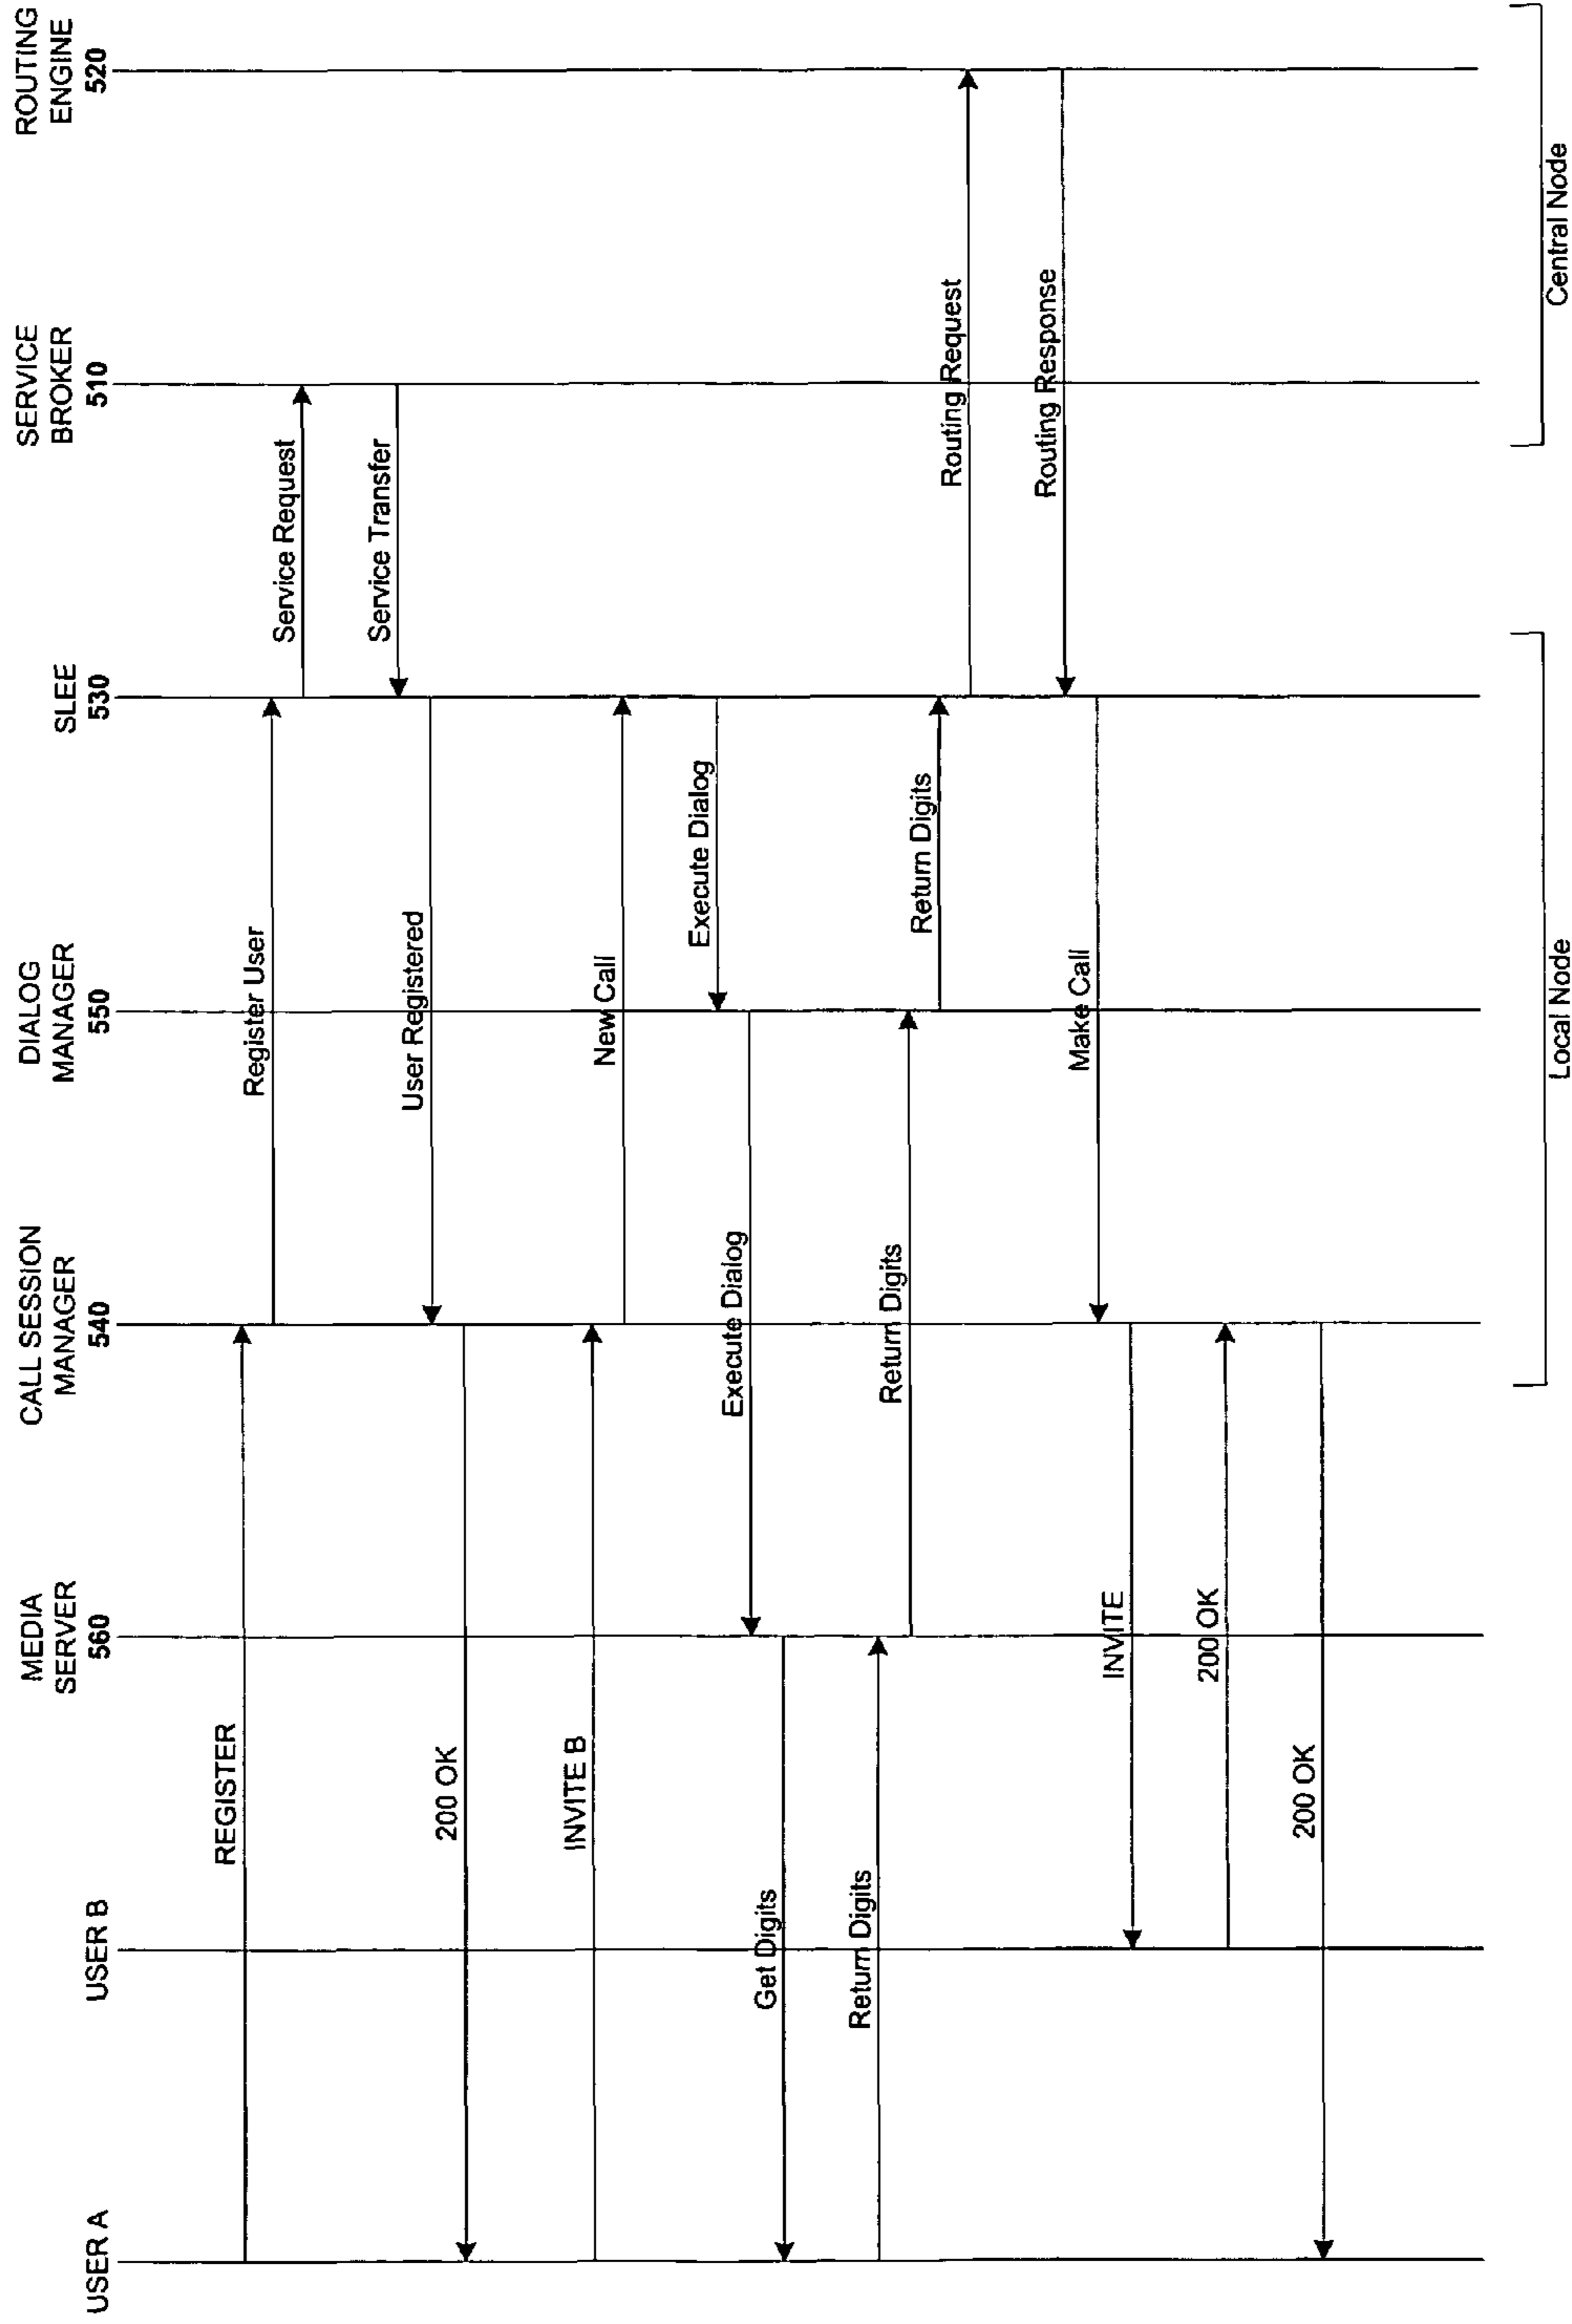 USER A
USER B
MEDIA
SERVER
560
CALL SESSION
MANAGER
540
DIALOG
MANAGER
550
SLEE
530
SERVICE
BROKER
510
ROUTING
ENGINE
520
REGISTER
Register User
Service Request
Service Transfer
User Registered
200 OK
INVITE B
New Call
Execute Dialog
Execute Dialog
Get Digits
Return Digits
Return Digits
Return Digits
Routing Request
Routing Response
Make Call
INVITE
200 OK
200 OK
Local Node
Central Node